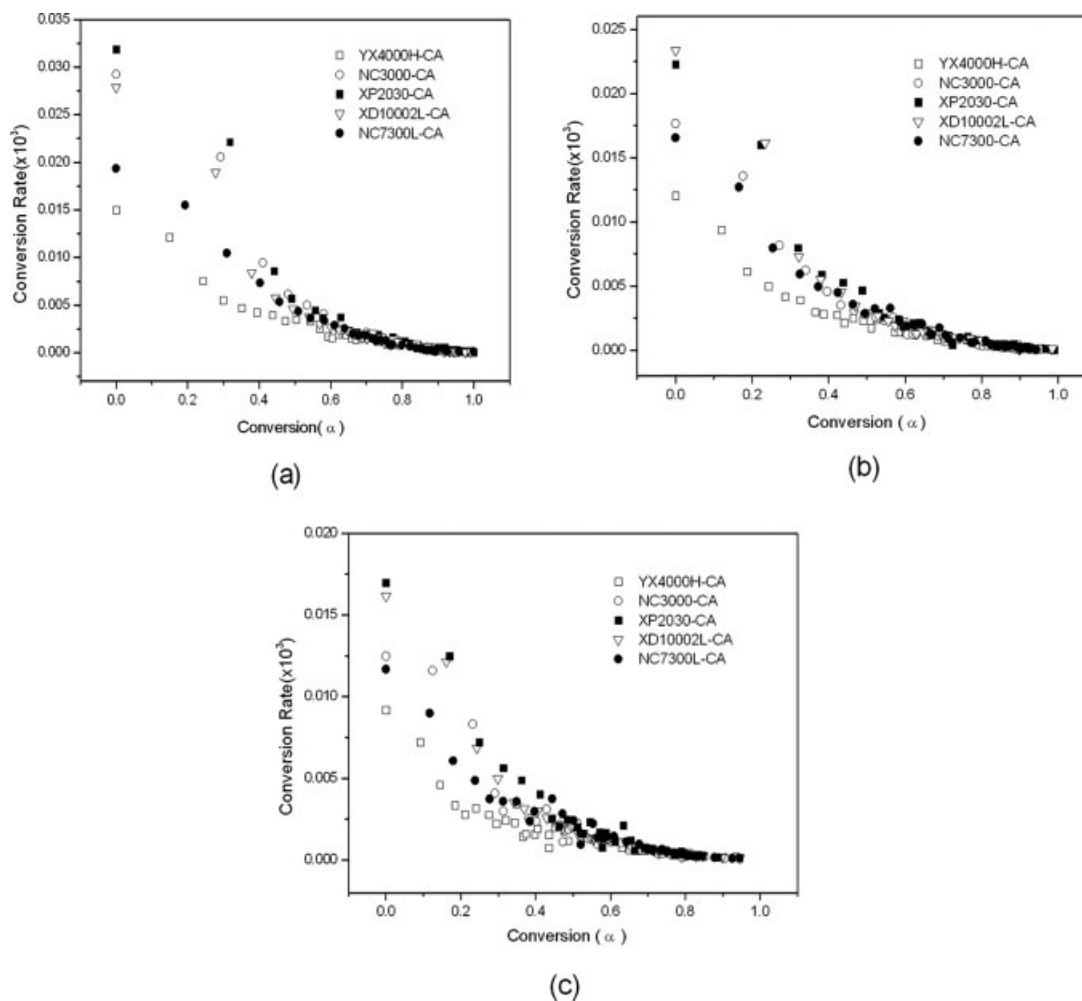 0.035
0.030
0.025
0.020
0.015
0.010
0.005
0.000
Conversion Rate(x10³)
YX4000H-CA
NC3000-CA
XP2030-CA
XD10002L-CA
NC7300L-CA
0.0 0.2 0.4 0.6 0.8 1.0
Conversion( α )
(a)
0.025
0.020
0.015
0.010
0.005
0.000
Conversion Rate(x10³)
YX4000H-CA
NC3000-CA
XP2030-CA
XD10002L-CA
NC7300-CA
0.0 0.2 0.4 0.6 0.8 1.0
Conversion ( α )
(b)
0.020
0.015
0.010
0.005
0.000
Conversion Rate(x10³)
YX4000H-CA
NC3000-CA
XP2030-CA
XD10002L-CA
NC7300L-CA
0.0 0.2 0.4 0.6 0.8 1.0
Conversion ( α )
(c)